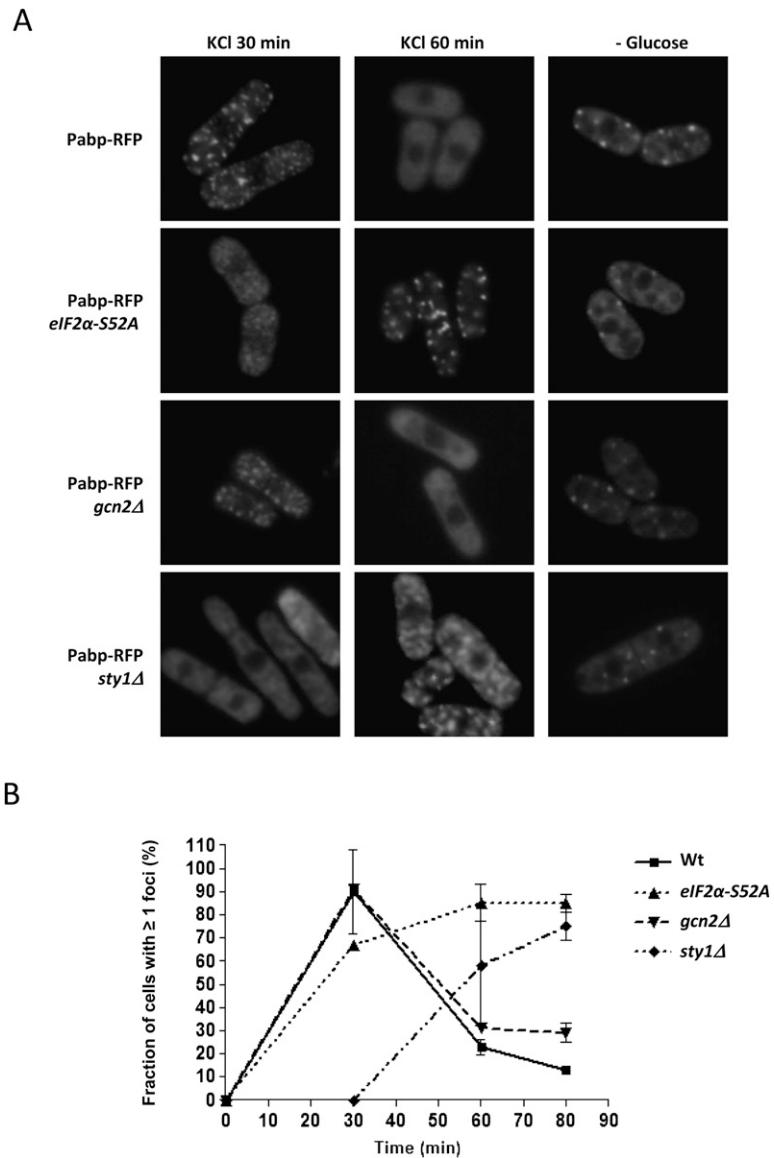 A
KCl 30 min KCl 60 min - Glucose
Pabp-RFP
Pabp-RFP
eIF2α-S52A
Pabp-RFP
gcn2Δ
Pabp-RFP
sty1Δ
B
Fraction of cells with ≥ 1 foci (%)
110
100
90
80
70
60
50
40
30
20
10
0
0 10 20 30 40 50 60 70 80 90
Time (min)
Wt
eIF2α-S52A
gcn2Δ
sty1Δ